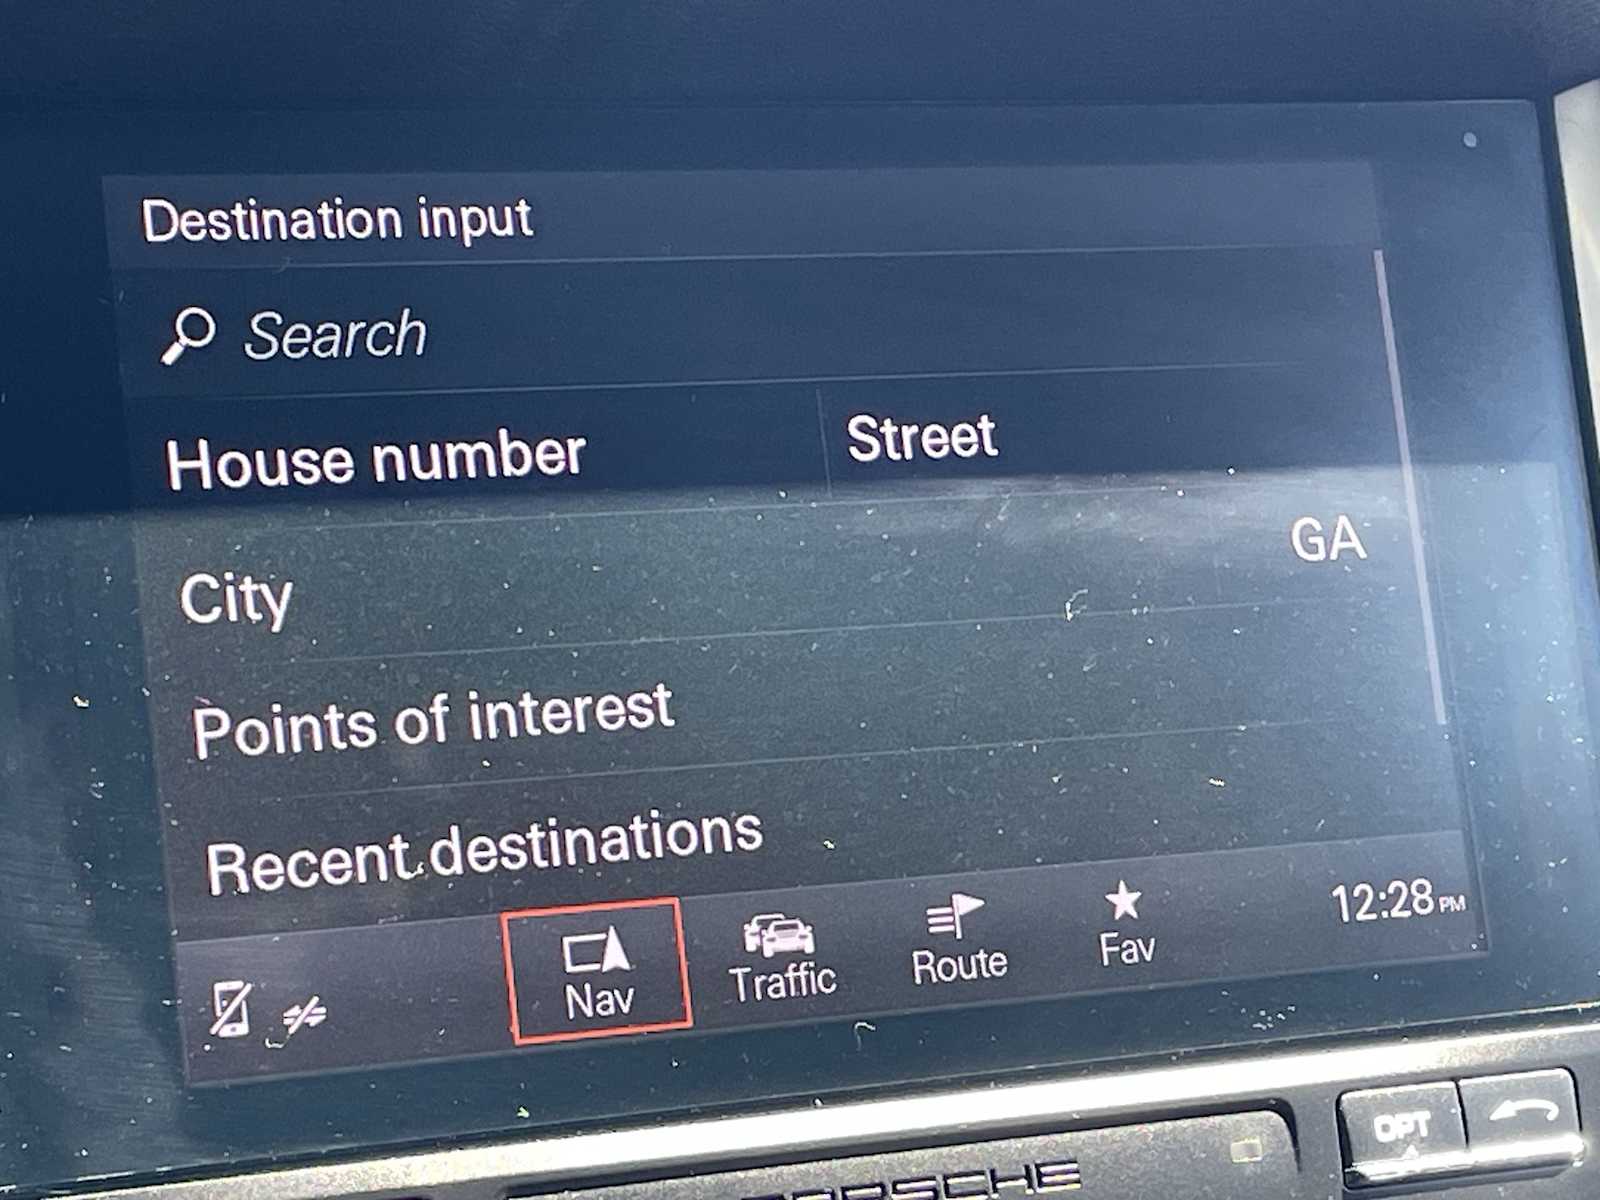 Destination input
Search
House number Street
City GA
Points of interest
Recent destinations
Nav Traffic Route Fav 12:28 PM
OPT
PORSCHE